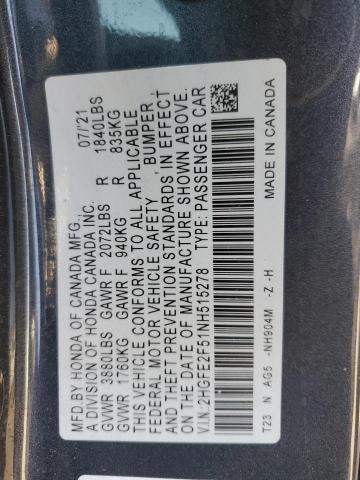 MFD.BY HONDA OF CANADA MFG.; 07/'21
A DIVISION OF HONDA CANADA INC.
GVWR 3880LBS GAWR F 2072LBS R 1840LBS
GVWR 1760KG GAWR F 940KG R 835KG
THIS VEHICLE CONFORMS TO ALL APPLICABLE
FEDERAL MOTOR VEHICLE SAFETY , BUMPER ,
AND THEFT PREVENTION STANDARDS IN EFFECT
ON THE DATE OF MANUFACTURE SHOWN ABOVE.
V.I.N.: 2HGFE2F51NH515278 TYPE: PASSENGER CAR
T23 N AG5 -NH904M -Z -H MADE IN CANADA